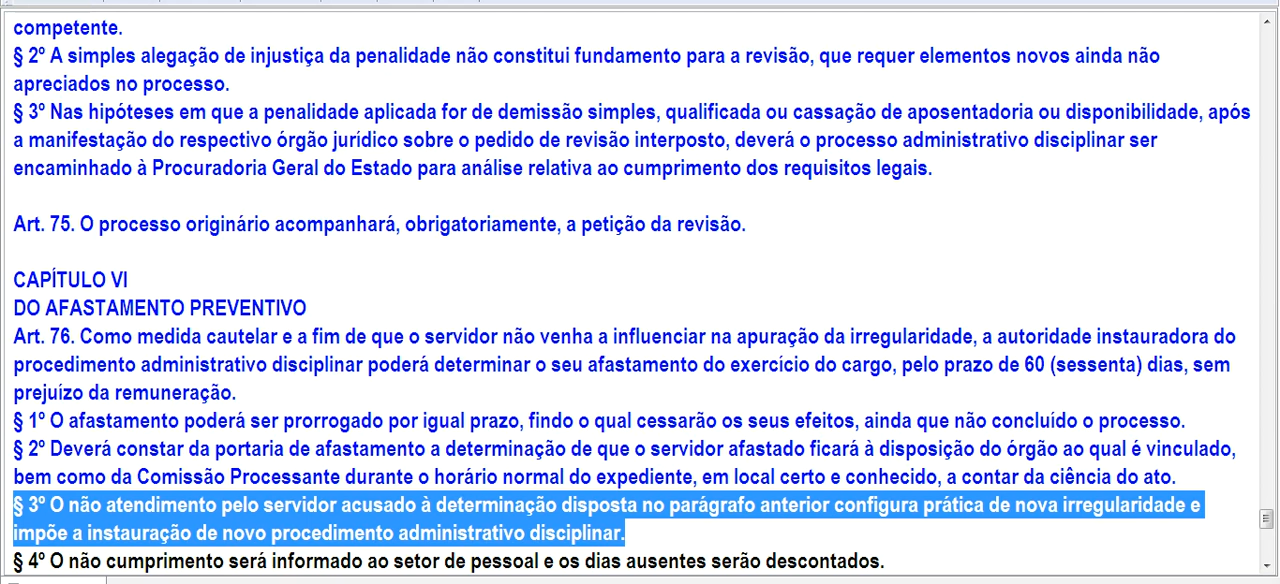 competente.
§ 2º A simples alegação de injustiça da penalidade não constitui fundamento para a revisão, que requer elementos novos ainda não
apreciados no processo.
§ 3º Nas hipóteses em que a penalidade aplicada for de demissão simples, qualificada ou cassação de aposentadoria ou disponibilidade, após
a manifestação do respectivo órgão jurídico sobre o pedido de revisão interposto, deverá o processo administrativo disciplinar ser
encaminhado à Procuradoria Geral do Estado para análise relativa ao cumprimento dos requisitos legais.
Art. 75. O processo originário acompanhará, obrigatoriamente, a petição da revisão.
CAPÍTULO VI
DO AFASTAMENTO PREVENTIVO
Art. 76. Como medida cautelar e a fim de que o servidor não venha a influenciar na apuração da irregularidade, a autoridade instauradora do
procedimento administrativo disciplinar poderá determinar o seu afastamento do exercício do cargo, pelo prazo de 60 (sessenta) dias, sem
prejuízo da remuneração.
§ 1º O afastamento poderá ser prorrogado por igual prazo, findo o qual cessarão os seus efeitos, ainda que não concluído o processo.
§ 2º Deverá constar da portaria de afastamento a determinação de que o servidor afastado ficará à disposição do órgão ao qual é vinculado,
bem como da Comissão Processante durante o horário normal do expediente, em local certo e conhecido, a contar da ciência do ato.
§ 3º O não atendimento pelo servidor acusado à determinação disposta no parágrafo anterior configura prática de nova irregularidade e
impõe a instauração de novo procedimento administrativo disciplinar.
§ 4º O não cumprimento será informado ao setor de pessoal e os dias ausentes serão descontados.